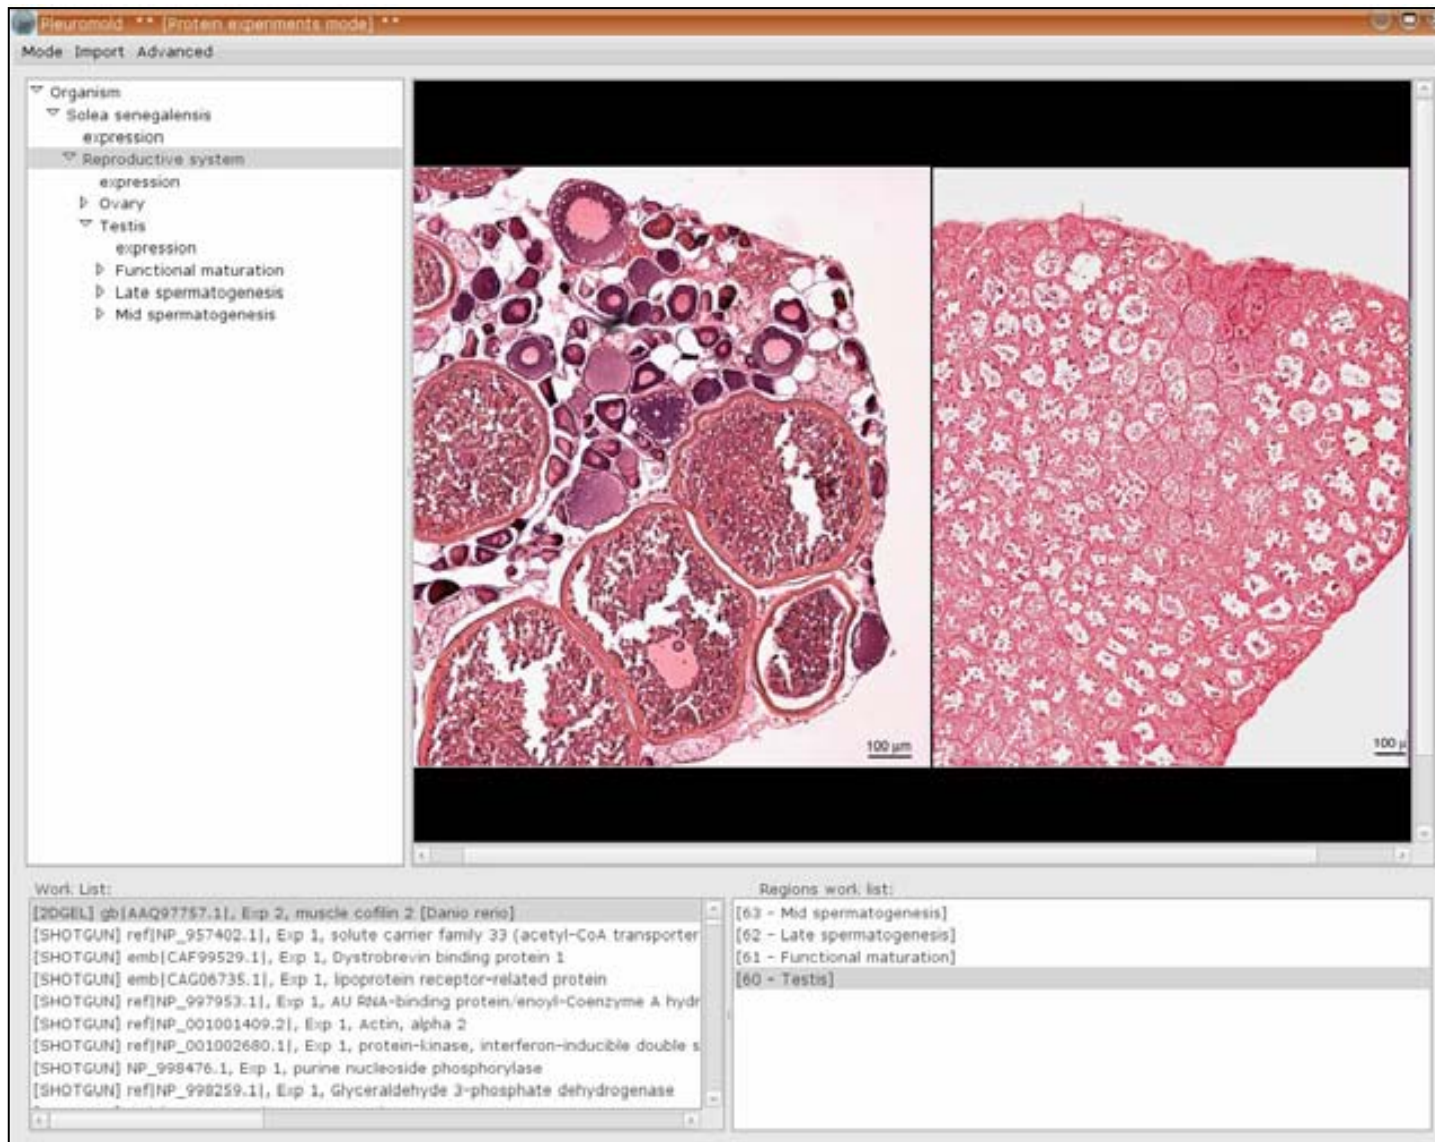 Pleuromold ** [Protein experiments mode] **
Mode Import Advanced
Organism
Solea senegalensis
expression
Reproductive system
expression
Ovary
Testis
expression
Functional maturation
Late spermatogenesis
Mid spermatogenesis
100 µm
100 µ
Work List:
[2DGEL] gb|AAQ97757.1|, Exp 2, muscle cofilin 2 [Danio rerio]
[SHOTGUN] ref|NP_957402.1|, Exp 1, solute carrier family 33 (acetyl-CoA transporter
[SHOTGUN] emb|CAF99529.1|, Exp 1, Dystrobrevin binding protein 1
[SHOTGUN] emb|CAG06735.1|, Exp 1, lipoprotein receptor-related protein
[SHOTGUN] ref|NP_997953.1|, Exp 1, AU RNA-binding protein/enoyl-Coenzyme A hydr
[SHOTGUN] ref|NP_001001409.2|, Exp 1, Actin, alpha 2
[SHOTGUN] ref|NP_001002680.1|, Exp 1, protein-kinase, interferon-inducible double s
[SHOTGUN] NP_998476.1, Exp 1, purine nucleoside phosphorylase
[SHOTGUN] ref|NP_998259.1|, Exp 1, Glyceraldehyde 3-phosphate dehydrogenase
Regions work list:
[63 - Mid spermatogenesis]
[62 - Late spermatogenesis]
[61 - Functional maturation]
[60 - Testis]